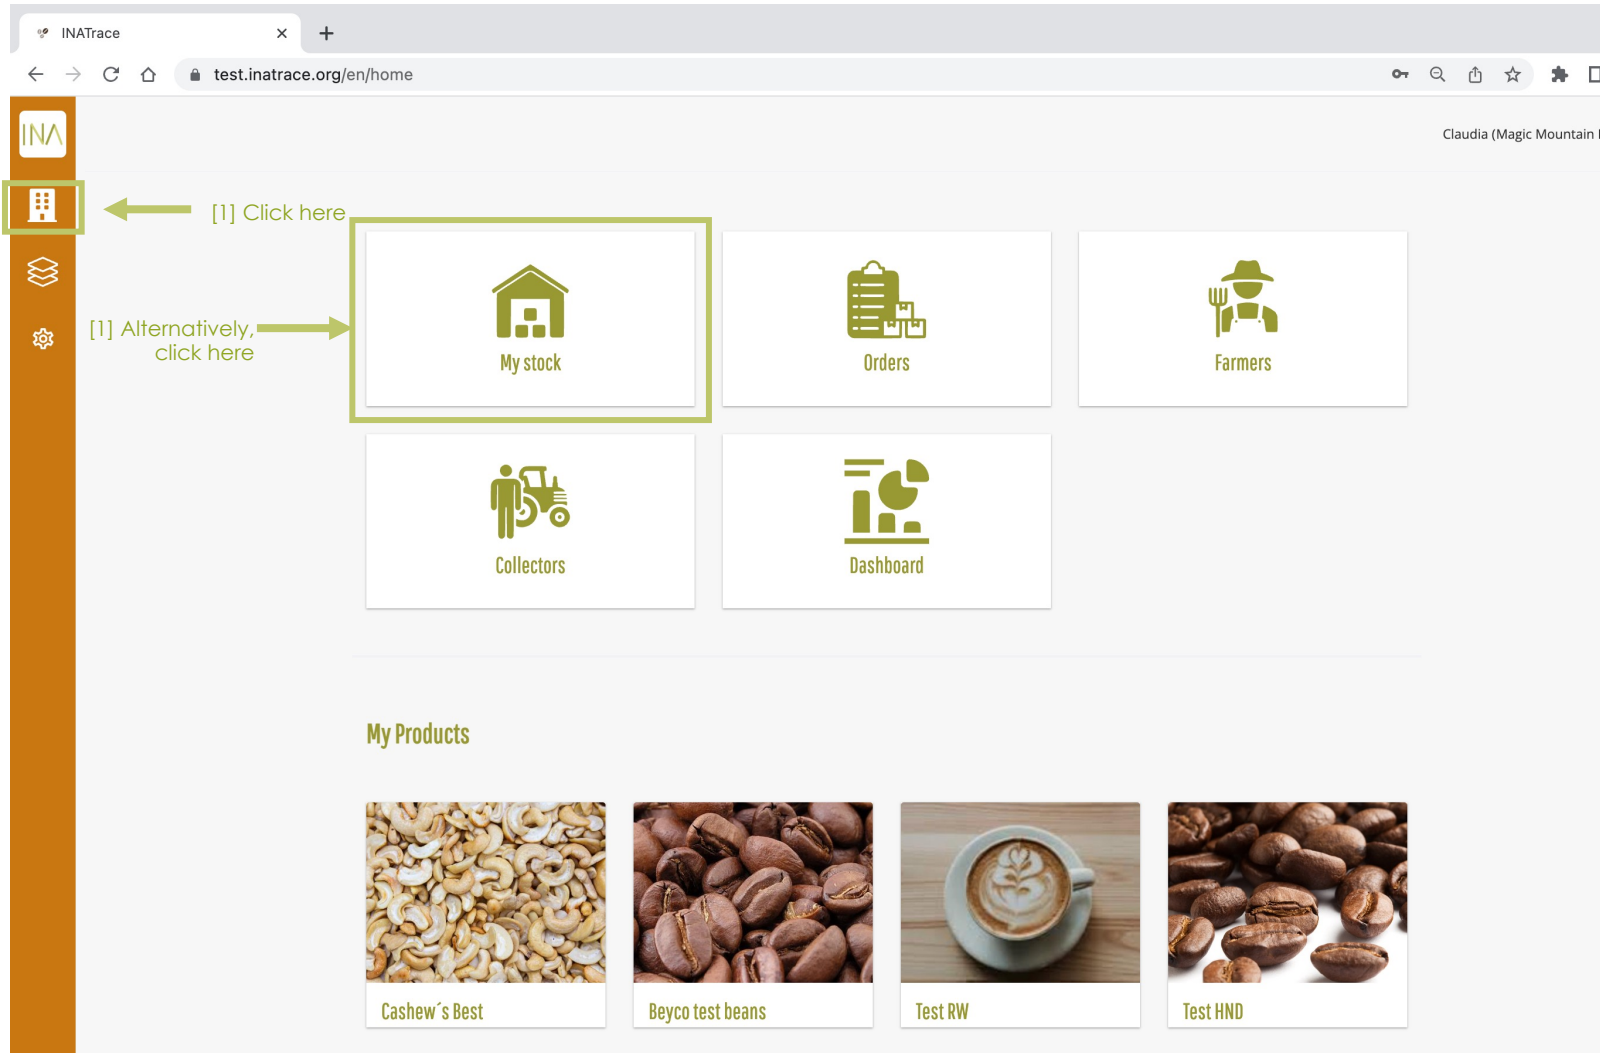 INATrace
test.inatrace.org/en/home
INA
Claudia (Magic Mountain
[1] Click here
[1] Alternatively,
click here
My stock
Orders
Farmers
Collectors
Dashboard
My Products
Cashew´s Best
Beyco test beans
Test RW
Test HND